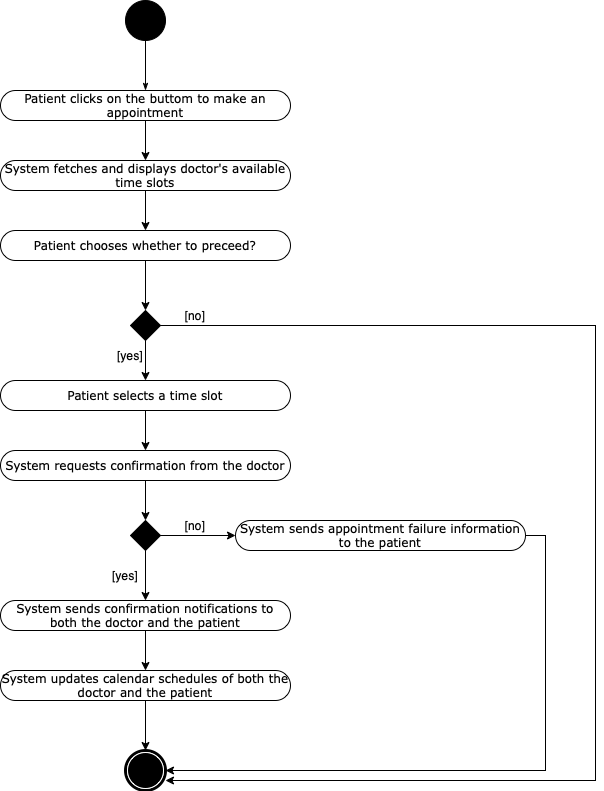 Patient clicks on the buttom to make an
appointment
System fetches and displays doctor's available
time slots
Patient chooses whether to preceed?
[no]
[yes]
Patient selects a time slot
System requests confirmation from the doctor
[no]
System sends appointment failure information
to the patient
[yes]
System sends confirmation notifications to
both the doctor and the patient
System updates calendar schedules of both the
doctor and the patient